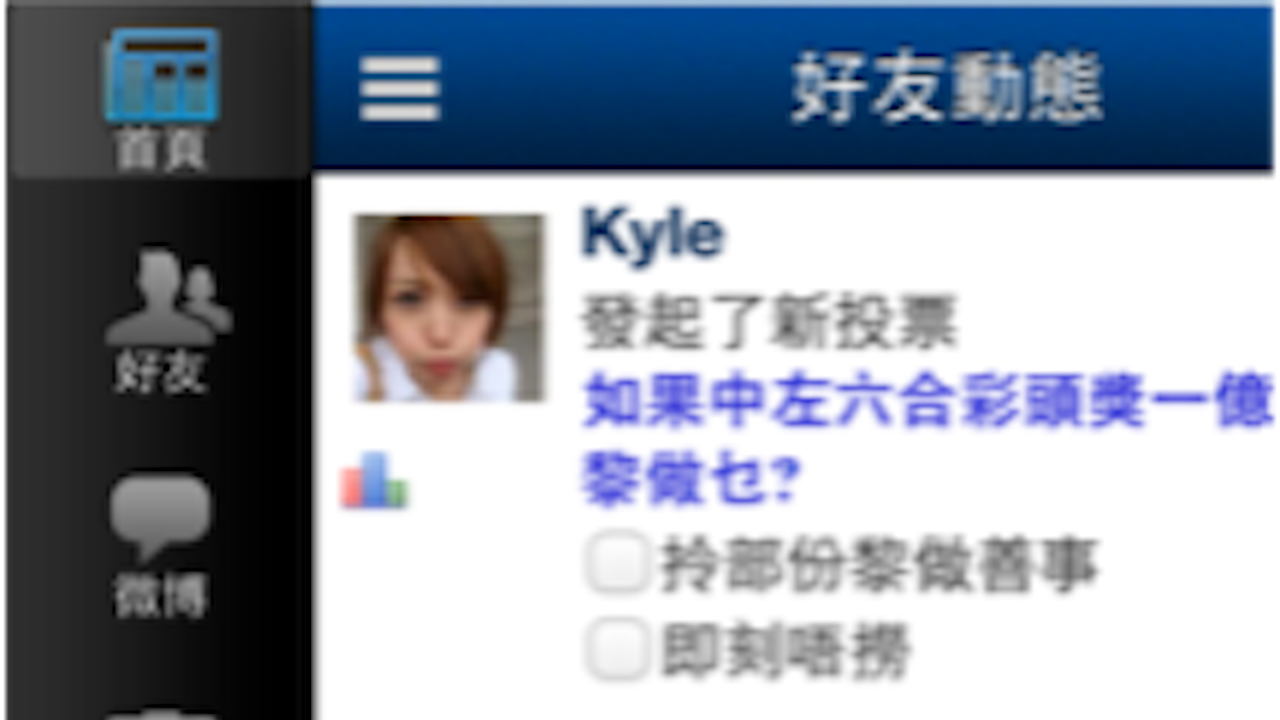 首頁
好友動態
Kyle
發起了新投票
好友
如果中左六合彩頭獎一億
黎做乜?
拎部份黎做善事
微博
即刻唔撈